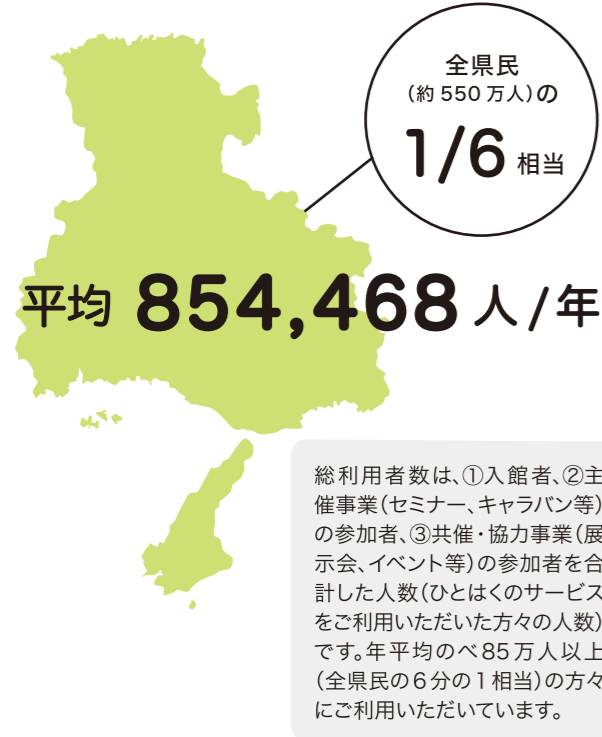 全県民
(約 550 万人)の
1/6 相当
平均 854,468 人/年
総利用者数は、①入館者、②主
催事業(セミナー、キャラバン等)
の参加者、③共催・協力事業(展
示会、イベント等)の参加者を合
計した人数(ひとはくのサービス
をご利用いただいた方々の人数)
です。年平均のべ85万人以上
(全県民の6分の1相当)の方々
にご利用いただいています。